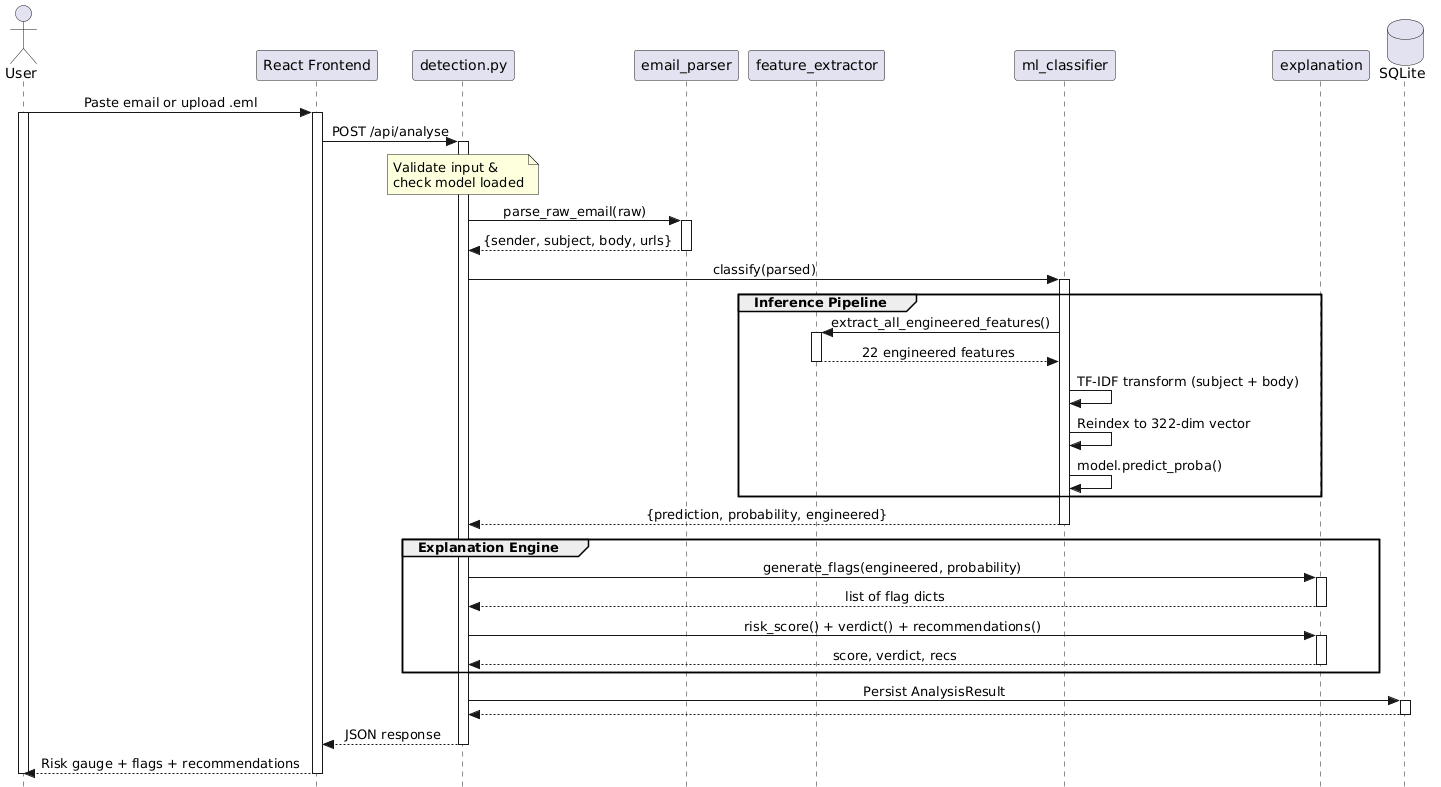 User
React Frontend
detection.py
email_parser
feature_extractor
ml_classifier
explanation
SQLite
Paste email or upload .eml
POST /api/analyse
Validate input &
check model loaded
parse_raw_email(raw)
{sender, subject, body, urls}
classify(parsed)
Inference Pipeline
extract_all_engineered_features()
22 engineered features
TF-IDF transform (subject + body)
Reindex to 322-dim vector
model.predict_proba()
{prediction, probability, engineered}
Explanation Engine
generate_flags(engineered, probability)
list of flag dicts
risk_score() + verdict() + recommendations()
score, verdict, recs
Persist AnalysisResult
JSON response
Risk gauge + flags + recommendations